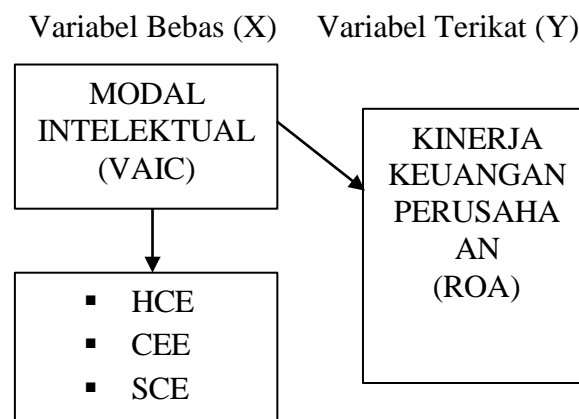 Variabel Bebas (X) Variabel Terikat (Y)
MODAL
INTELEKTUAL
(VAIC)
KINERJA
KEUANGAN
PERUSAHA
AN
(ROA)
▪ HCE
▪ CEE
▪ SCE